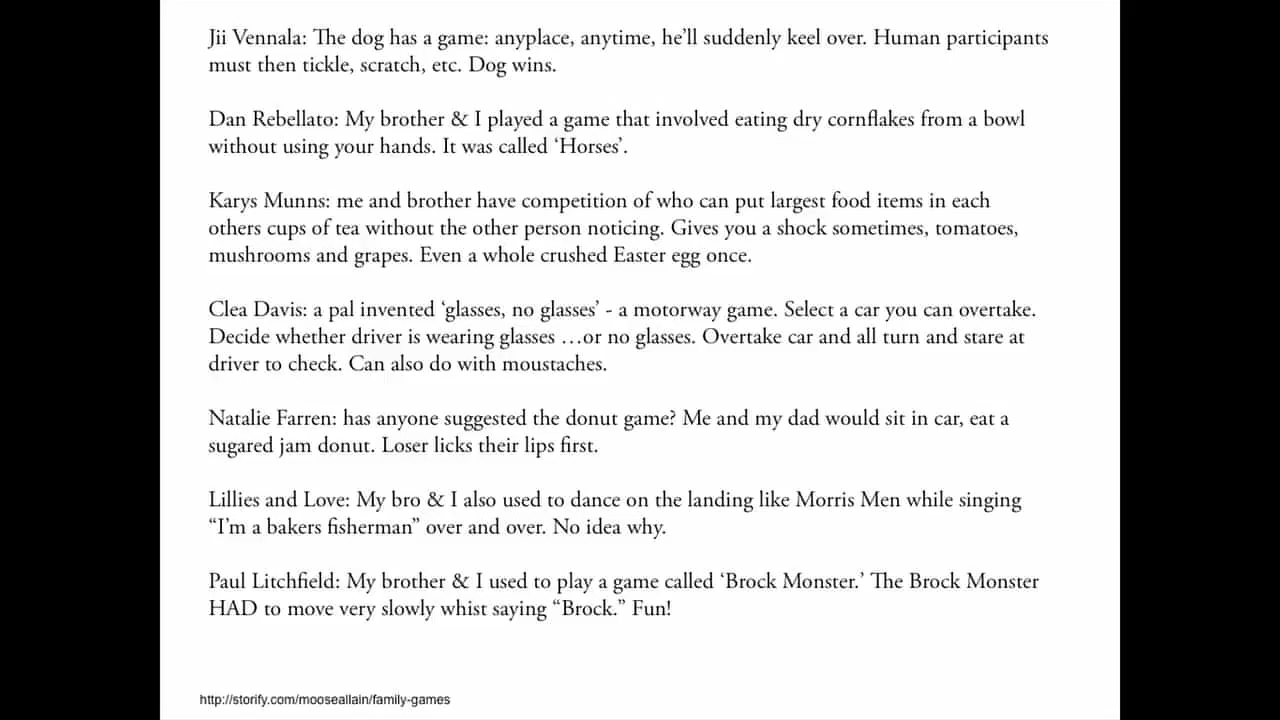 Jii Vennala: The dog has a game: anyplace, anytime, he’ll suddenly keel over. Human participants
must then tickle, scratch, etc. Dog wins.
Dan Rebellato: My brother & I played a game that involved eating dry cornflakes from a bowl
without using your hands. It was called ‘Horses’.
Karys Munns: me and brother have competition of who can put largest food items in each
others cups of tea without the other person noticing. Gives you a shock sometimes, tomatoes,
mushrooms and grapes. Even a whole crushed Easter egg once.
Clea Davis: a pal invented ‘glasses, no glasses’ - a motorway game. Select a car you can overtake.
Decide whether driver is wearing glasses …or no glasses. Overtake car and all turn and stare at
driver to check. Can also do with moustaches.
Natalie Farren: has anyone suggested the donut game? Me and my dad would sit in car, eat a
sugared jam donut. Loser licks their lips first.
Lillies and Love: My bro & I also used to dance on the landing like Morris Men while singing
“I’m a bakers fisherman” over and over. No idea why.
Paul Litchfield: My brother & I used to play a game called ‘Brock Monster.’ The Brock Monster
HAD to move very slowly whist saying “Brock.” Fun!
http://storify.com/mooseallain/family-games